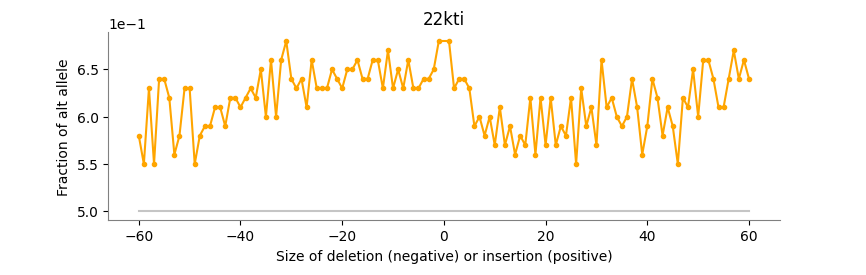 22kti
1e−1
Fraction of alt allele
6.5
6.0
5.5
5.0
−60 −40 −20 0 20 40 60
Size of deletion (negative) or insertion (positive)